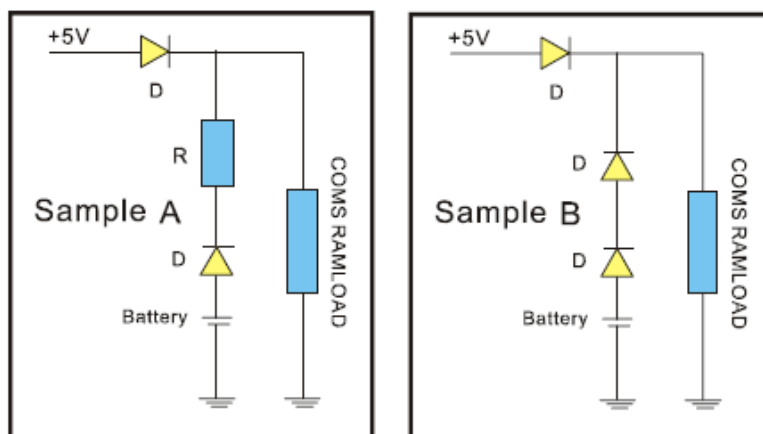 +5V
D
R
Sample A
D
Battery
COMS RAMLOAD
+5V
D
D
Sample B
D
Battery
COMS RAMLOAD